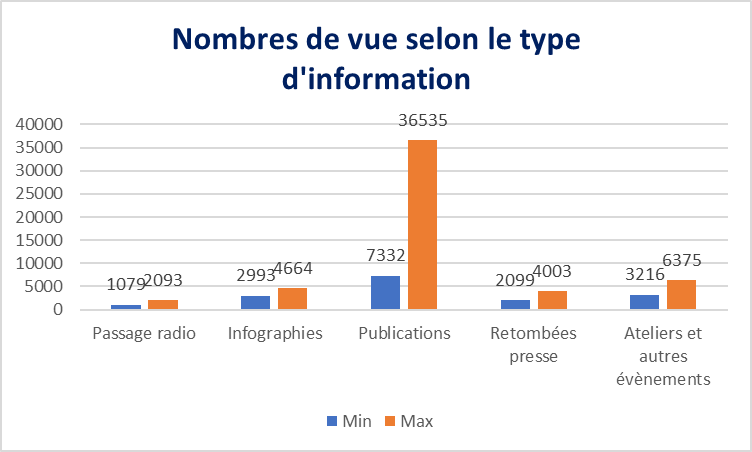 Nombres de vue selon le type
d'information
40000
35000
30000
25000
20000
15000
10000
5000
0
1079
2093
2993
4664
7332
36535
2099
4003
3216
6375
Passage radio
Infographies
Publications
Retombées
presse
Ateliers et
autres
évènements
Min
Max